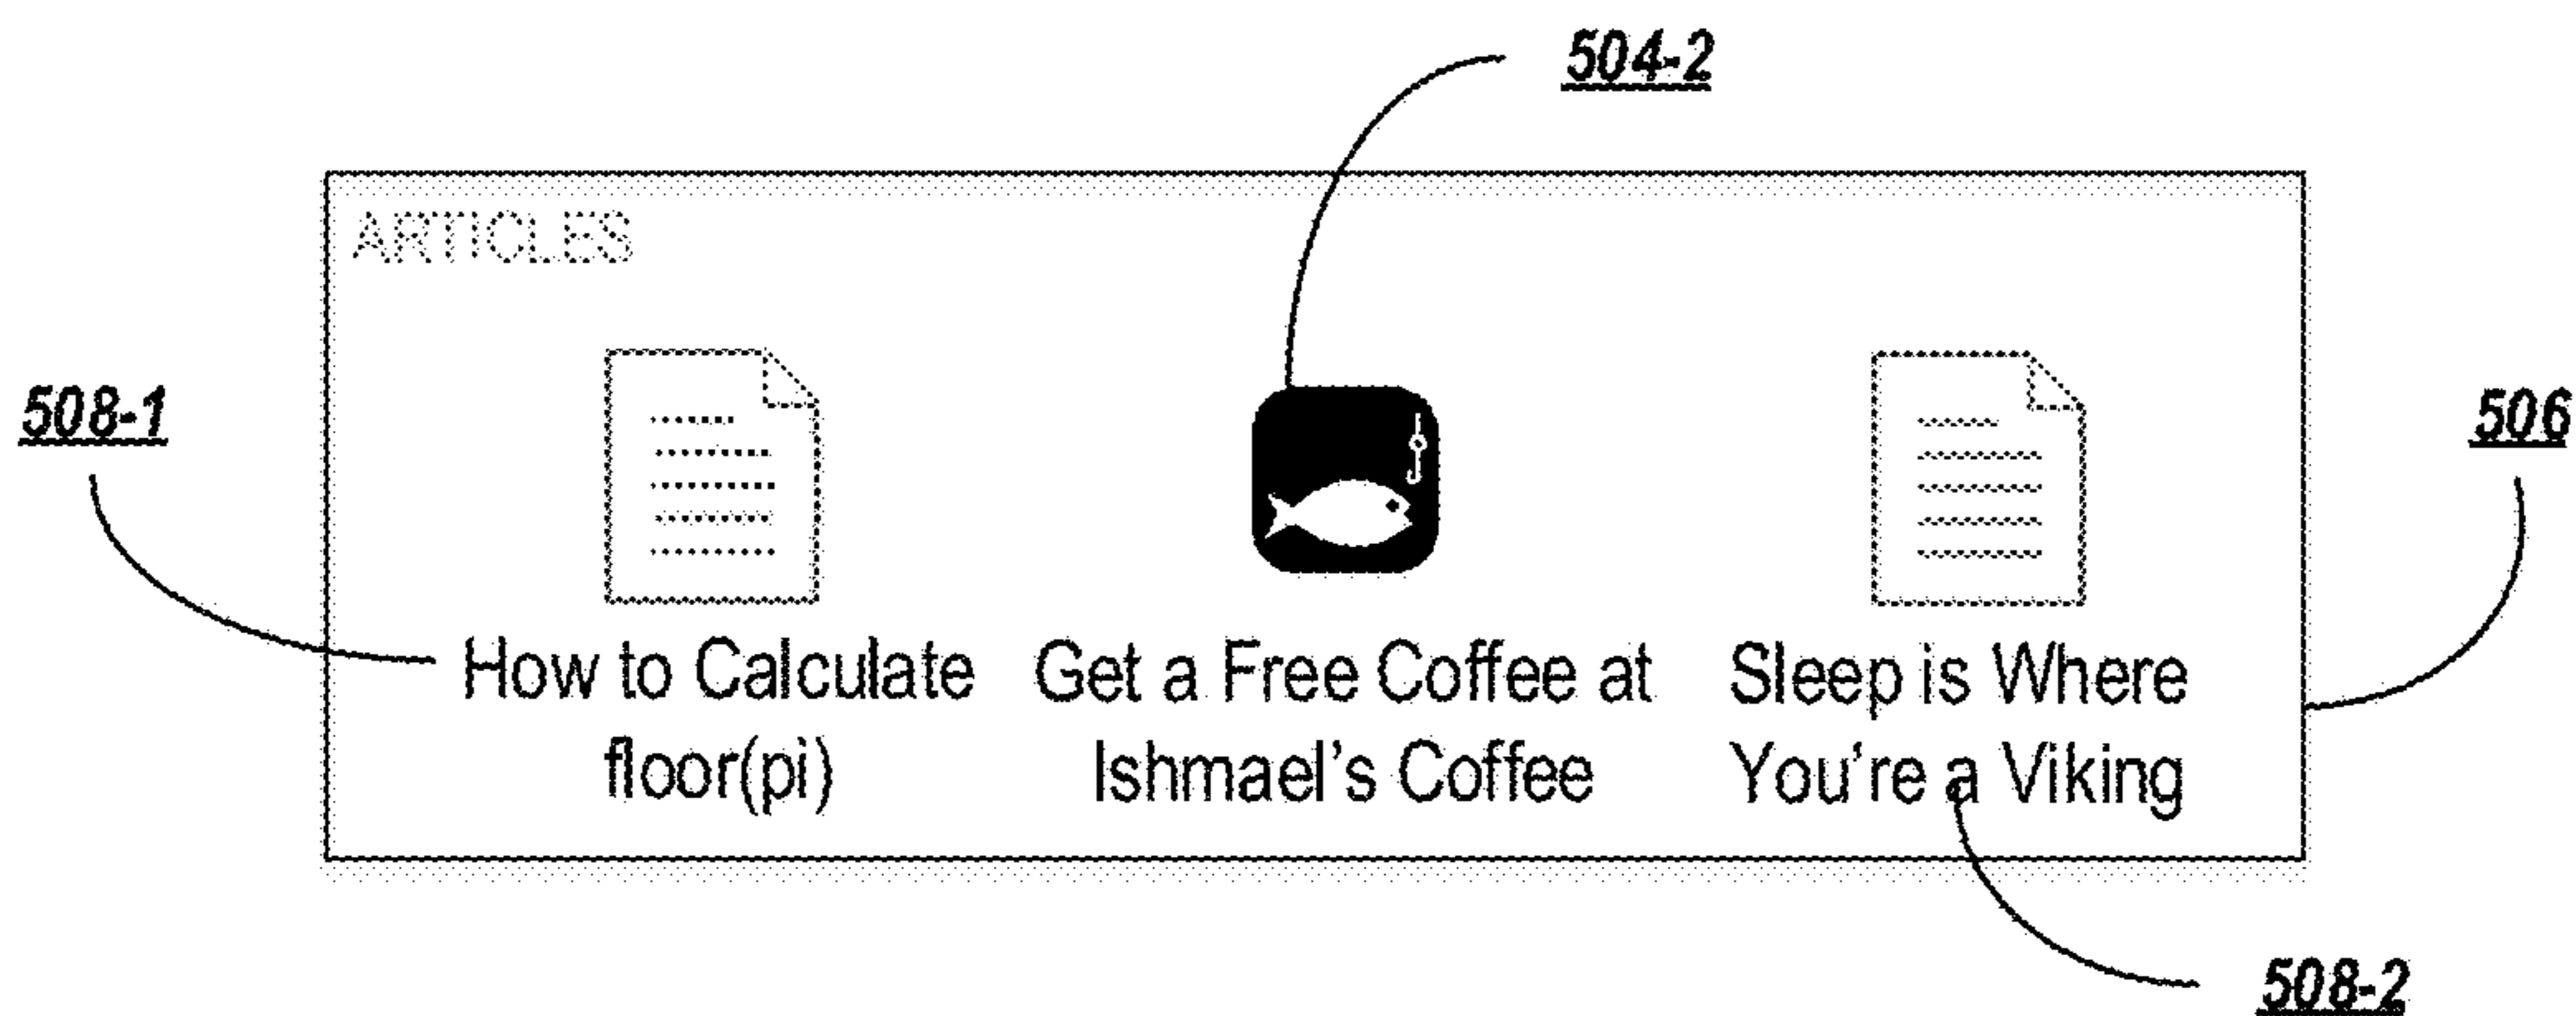 504-2
ARTICLES
508-1
506
How to Calculate
floor(pi)
Get a Free Coffee at
Ishmael's Coffee
Sleep is Where
You're a Viking
508-2